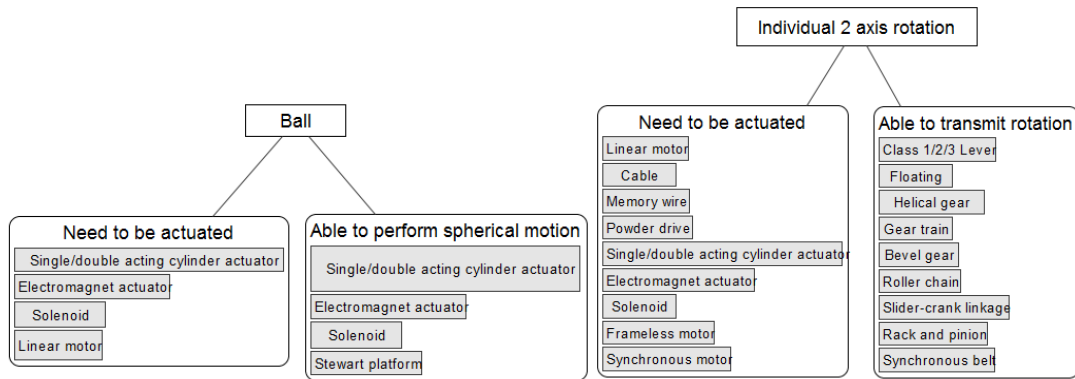 Individual 2 axis rotation
Ball
Need to be actuated
Single/double acting cylinder actuator
Electromagnet actuator
Solenoid
Linear motor
Able to perform spherical motion
Single/double acting cylinder actuator
Electromagnet actuator
Solenoid
Stewart platform
Need to be actuated
Linear motor
Cable
Memory wire
Powder drive
Single/double acting cylinder actuator
Electromagnet actuator
Solenoid
Frameless motor
Synchronous motor
Able to transmit rotation
Class 1/2/3 Lever
Floating
Helical gear
Gear train
Bevel gear
Roller chain
Slider-crank linkage
Rack and pinion
Synchronous belt